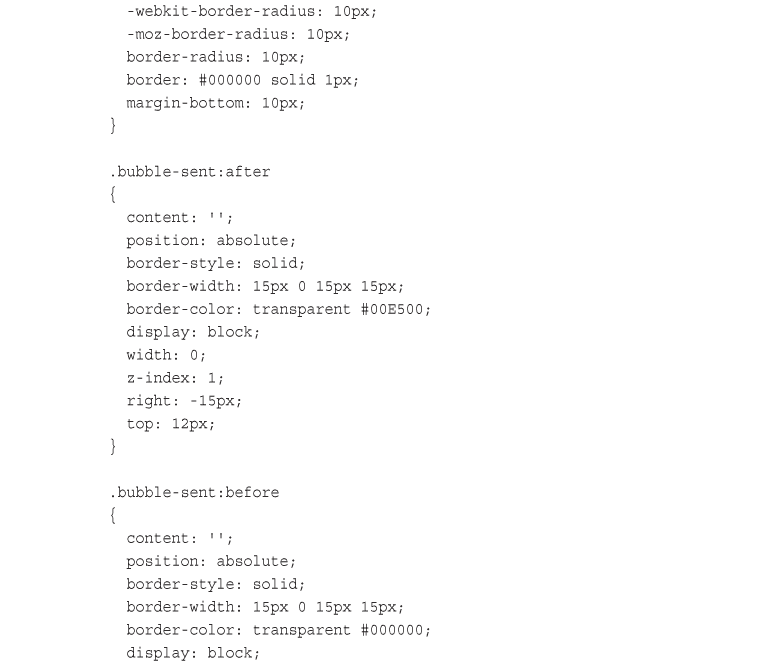 -webkit-border-radius: 10px;
-moz-border-radius: 10px;
border-radius: 10px;
border: #000000 solid 1px;
margin-bottom: 10px;
}
.bubble-sent:after
{
content: '';
position: absolute;
border-style: solid;
border-width: 15px 0 15px 15px;
border-color: transparent #00E500;
display: block;
width: 0;
z-index: 1;
right: -15px;
top: 12px;
}
.bubble-sent:before
{
content: '';
position: absolute;
border-style: solid;
border-width: 15px 0 15px 15px;
border-color: transparent #000000;
display: block;